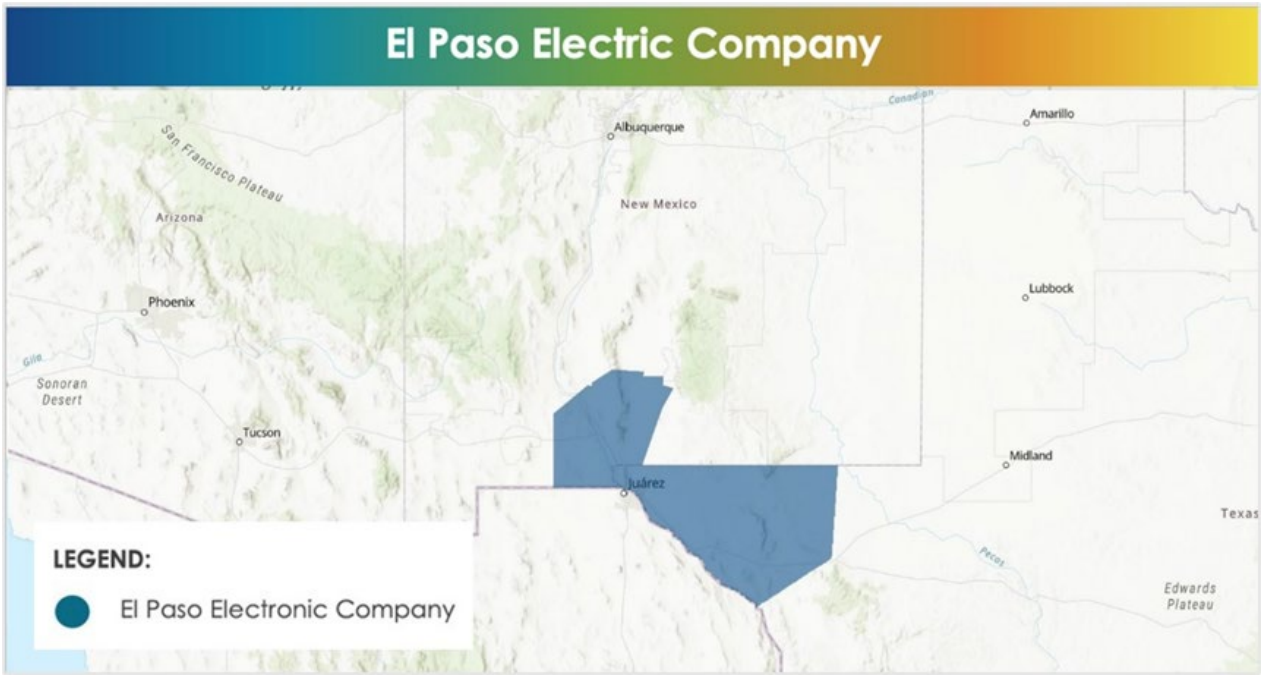 El Paso Electric Company
Canadian
Amarillo
Albuquerque
San Francisco Plateau
New Mexico
Arizona
Lubbock
Phoenix
Gila
Sonoran
Desert
Tucson
Midland
Juárez
Texas
Pecos
Edwards
Plateau
LEGEND:
El Paso Electronic Company